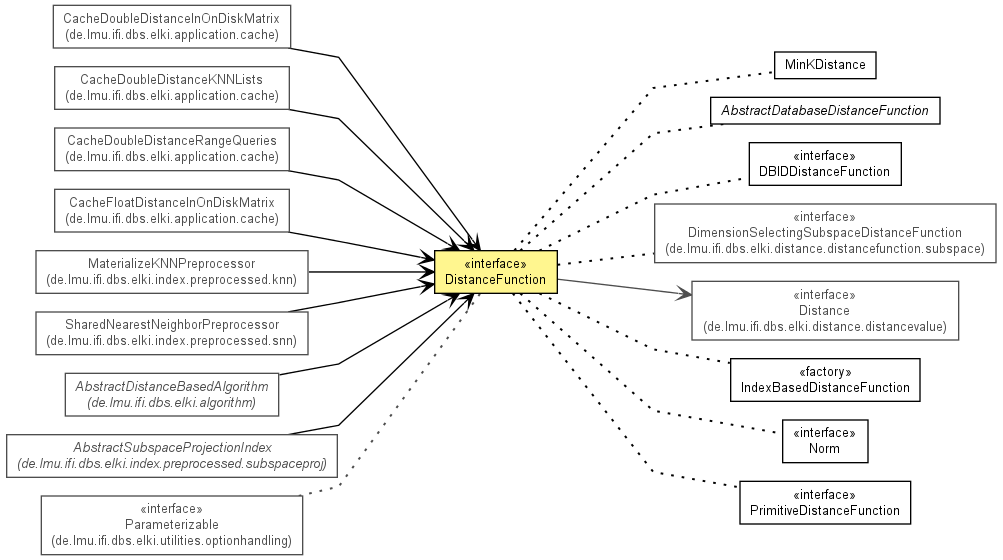 CacheDoubleDistanceInOnDiskMatrix
(de.lmu.ifi.dbs.elki.application.cache)
CacheDoubleDistanceKNNLists
(de.lmu.ifi.dbs.elki.application.cache)
CacheDoubleDistanceRangeQueries
(de.lmu.ifi.dbs.elki.application.cache)
CacheFloatDistanceInOnDiskMatrix
(de.lmu.ifi.dbs.elki.application.cache)
MaterializeKNNPreprocessor
(de.lmu.ifi.dbs.elki.index.preprocessed.knn)
SharedNearestNeighborPreprocessor
(de.lmu.ifi.dbs.elki.index.preprocessed.snn)
AbstractDistanceBasedAlgorithm
(de.lmu.ifi.dbs.elki.algorithm)
AbstractSubspaceProjectionIndex
(de.lmu.ifi.dbs.elki.index.preprocessed.subspaceproj)
«interface»
Parameterizable
(de.lmu.ifi.dbs.elki.utilities.optionhandling)
«interface»
DistanceFunction
MinKDistance
AbstractDatabaseDistanceFunction
«interface»
DBIDDistanceFunction
«interface»
DimensionSelectingSubspaceDistanceFunction
(de.lmu.ifi.dbs.elki.distance.distancefunction.subspace)
«interface»
Distance
(de.lmu.ifi.dbs.elki.distance.distancevalue)
«factory»
IndexBasedDistanceFunction
«interface»
Norm
«interface»
PrimitiveDistanceFunction